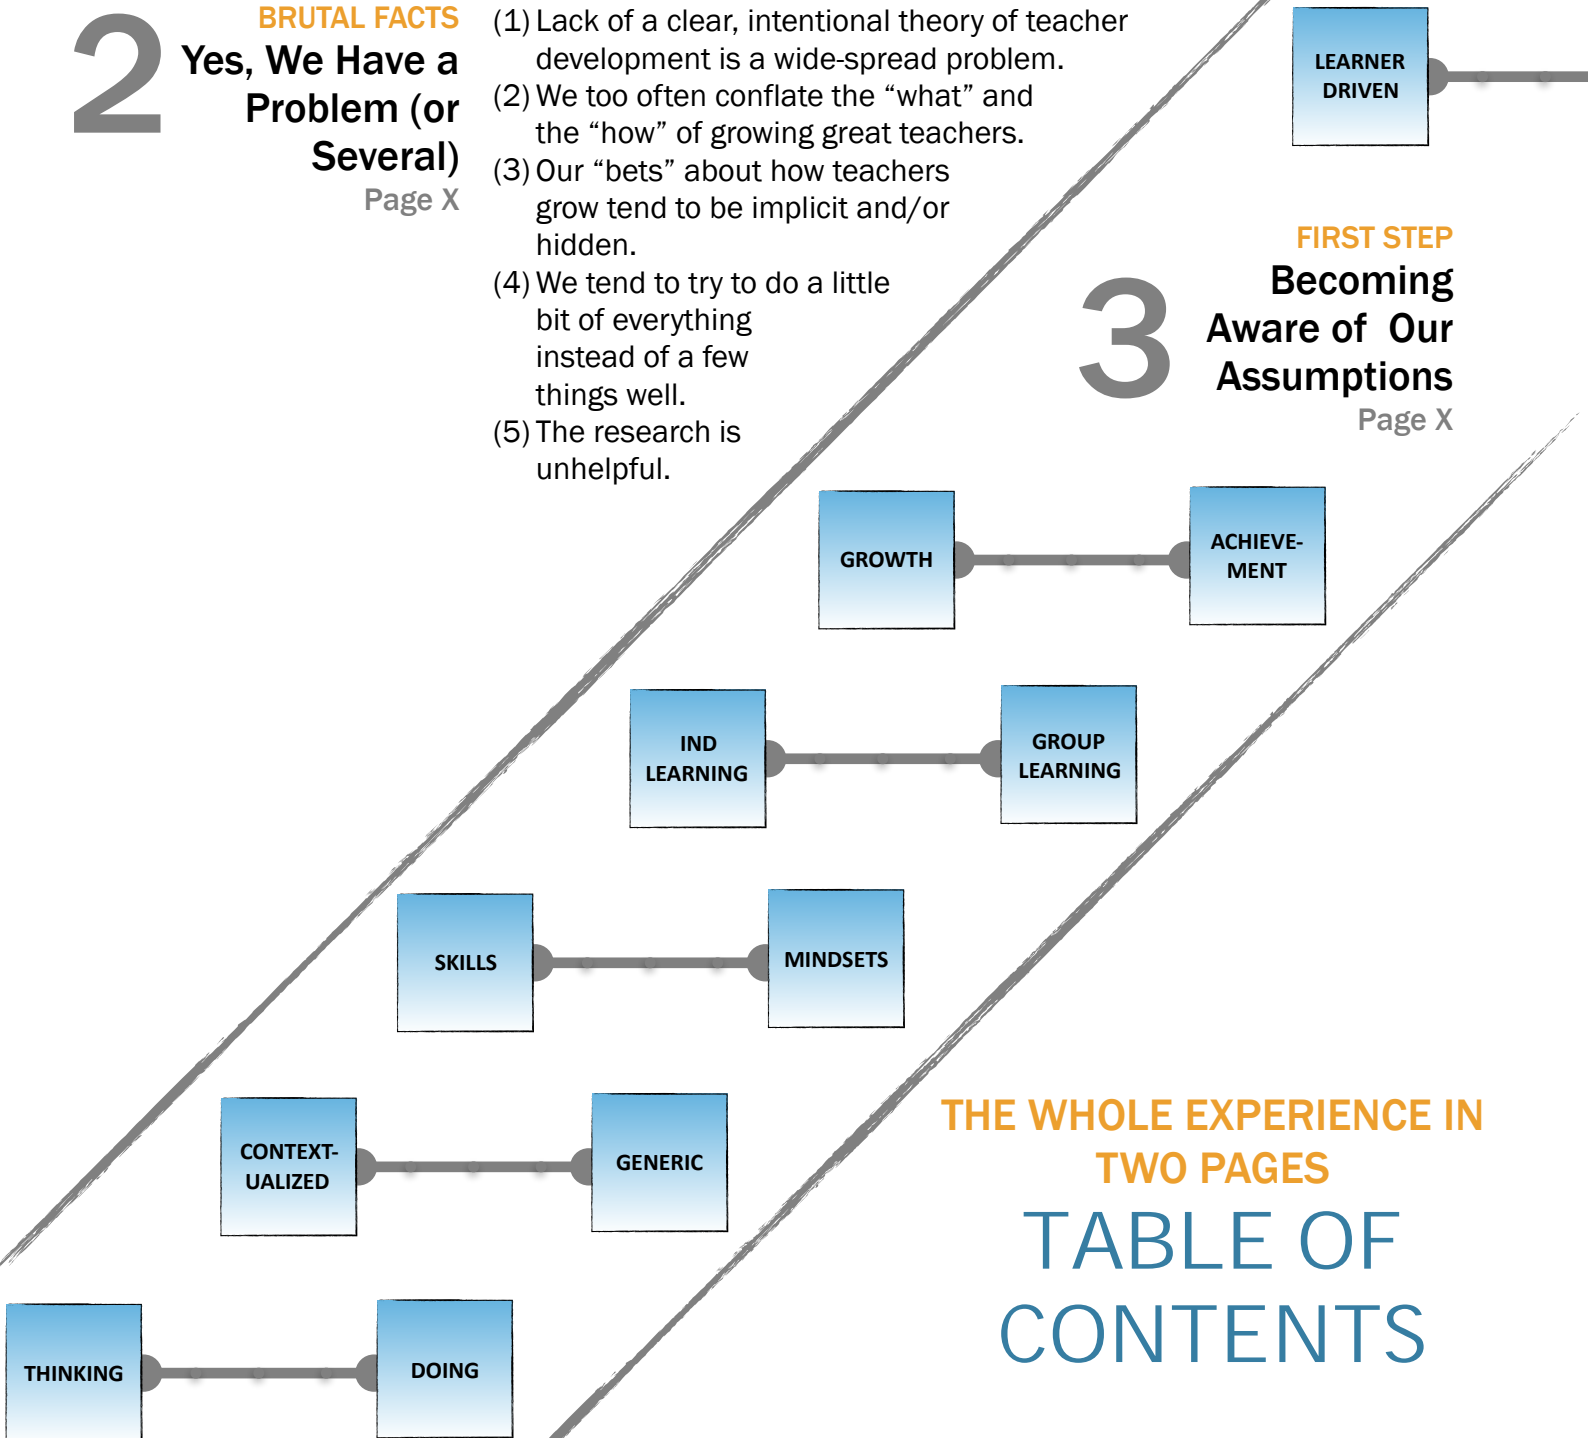 2
BRUTAL FACTS
Yes, We Have a
Problem (or
Several)
Page X
(1) Lack of a clear, intentional theory of teacher
development is a wide-spread problem.
(2) We too often conflate the “what” and
the “how” of growing great teachers.
(3) Our “bets” about how teachers
grow tend to be implicit and/or
hidden.
(4) We tend to try to do a little
bit of everything
instead of a few
things well.
(5) The research is
unhelpful.
LEARNER
DRIVEN
3
FIRST STEP
Becoming
Aware of  Our
Assumptions
Page X
GROWTH
ACHIEVE-
MENT
IND
LEARNING
GROUP
LEARNING
SKILLS
MINDSETS
CONTEXT-
UALIZED
GENERIC
THINKING
DOING
THE WHOLE EXPERIENCE IN
TWO PAGES
TABLE OF
CONTENTS